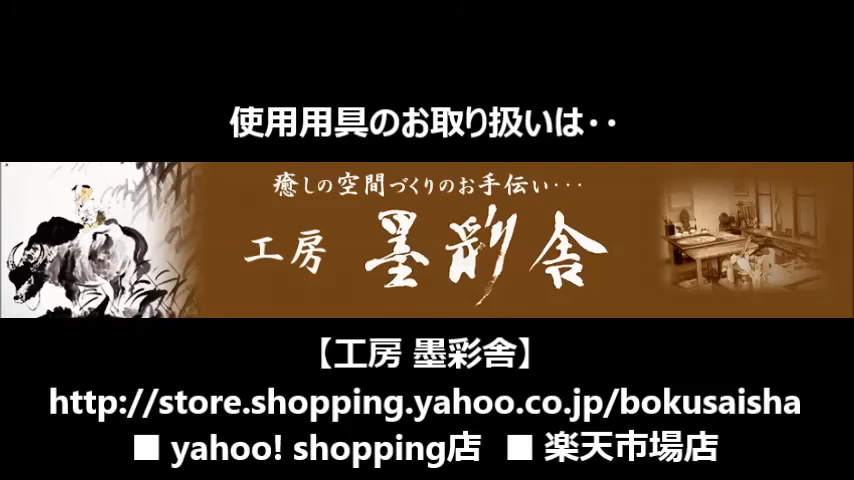 使用用具のお取り扱いは・・
癒しの空間づくりのお手伝い･･･
工房 墨彩舎
【工房 墨彩舎】
http://store.shopping.yahoo.co.jp/bokusaisha
■ yahoo! shopping店 ■ 楽天市場店